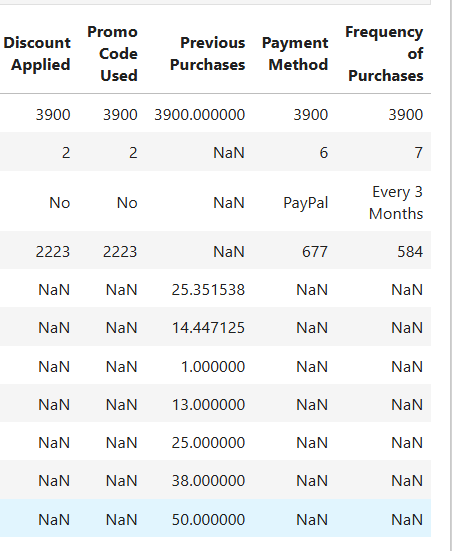 Discount Applied Promo Code Used Previous Purchases Payment Method Frequency of Purchases
3900 3900 3900.000000 3900 3900
2 2 NaN 6 7
No No NaN PayPal Every 3 Months
2223 2223 NaN 677 584
NaN NaN 25.351538 NaN NaN
NaN NaN 14.447125 NaN NaN
NaN NaN 1.000000 NaN NaN
NaN NaN 13.000000 NaN NaN
NaN NaN 25.000000 NaN NaN
NaN NaN 38.000000 NaN NaN
NaN NaN 50.000000 NaN NaN